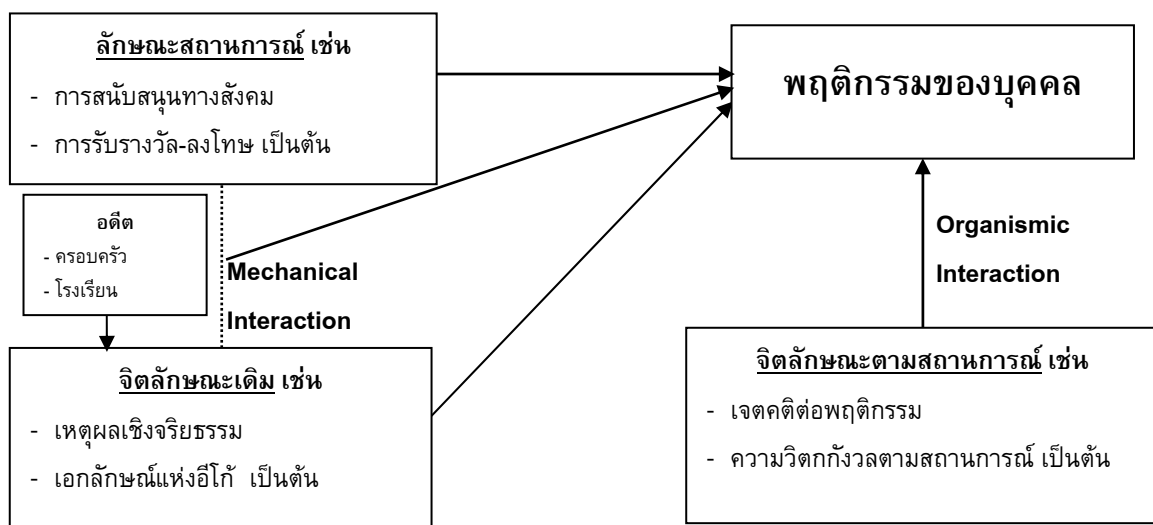 ลักษณะสถานการณ์ เช่น
- การสนับสนุนทางสังคม
- การรับรางวัล-ลงโทษ เป็นต้น
พฤติกรรมของบุคคล
อดีต
- ครอบครัว
- โรงเรียน
Mechanical
Interaction
Organismic
Interaction
จิตลักษณะเดิม เช่น
- เหตุผลเชิงจริยธรรม
- เอกลักษณ์แห่งอีโก้ เป็นต้น
จิตลักษณะตามสถานการณ์ เช่น
- เจตคติต่อพฤติกรรม
- ความวิตกกังวลตามสถานการณ์ เป็นต้น